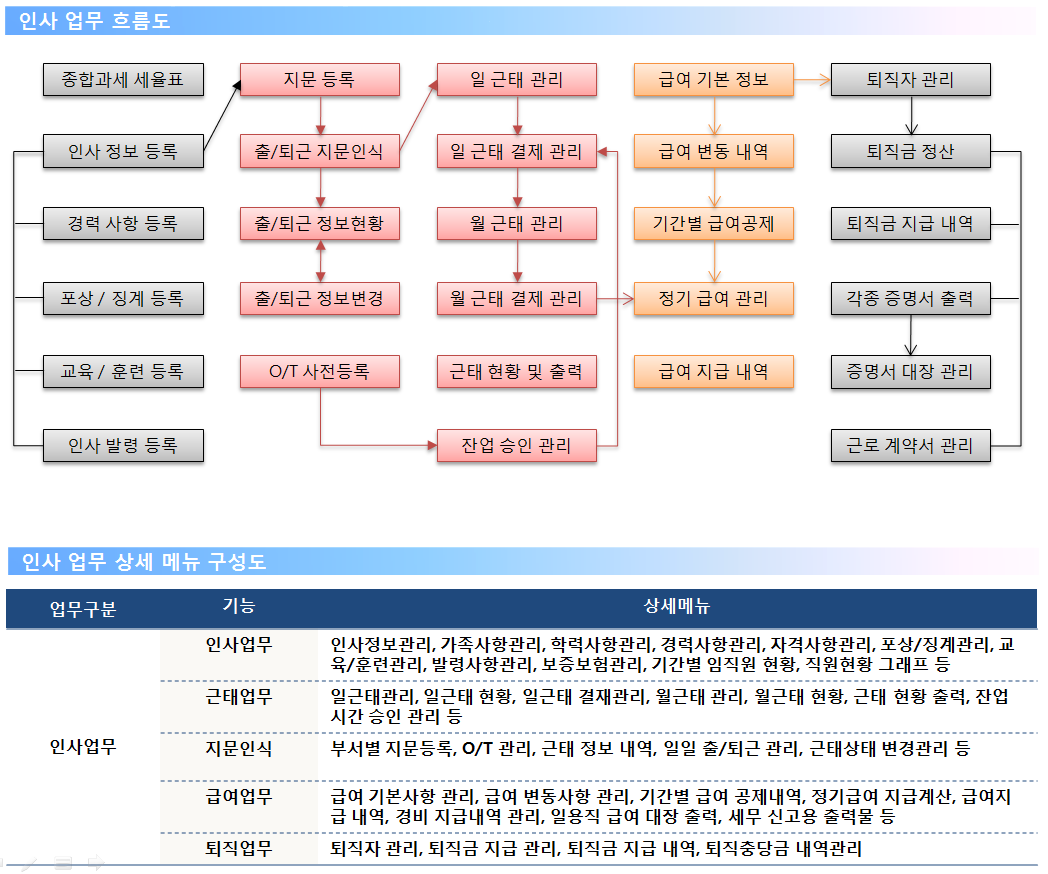 인사 업무 흐름도
종합과세 세율표
지문 등록
일 근태 관리
급여 기본 정보
퇴직자 관리
인사 정보 등록
출/퇴근 지문인식
일 근태 결제 관리
급여 변동 내역
퇴직금 정산
경력 사항 등록
출/퇴근 정보현황
월 근태 관리
기간별 급여공제
퇴직금 지급 내역
포상 / 징계 등록
출/퇴근 정보변경
월 근태 결제 관리
정기 급여 관리
각종 증명서 출력
교육 / 훈련 등록
O/T 사전등록
근태 현황 및 출력
급여 지급 내역
증명서 대장 관리
인사 발령 등록
잔업 승인 관리
근로 계약서 관리
인사 업무 상세 메뉴 구성도
업무구분
기능
상세메뉴
인사업무
인사업무
인사정보관리, 가족사항관리, 학력사항관리, 경력사항관리, 자격사항관리, 포상/징계관리, 교
육/훈련관리, 발령사항관리, 보증보험관리, 기간별 임직원 현황, 직원현황 그래프 등
근태업무
일근태관리, 일근태 현황, 일근태 결재관리, 월근태 관리, 월근태 현황, 근태 현황 출력, 잔업
시간 승인 관리 등
지문인식
부서별 지문등록, O/T 관리, 근태 정보 내역, 일일 출/퇴근 관리, 근태상태 변경관리 등
급여업무
급여 기본사항 관리, 급여 변동사항 관리, 기간별 급여 공제내역, 정기급여 지급계산, 급여지
급 내역, 경비 지급내역 관리, 일용직 급여 대장 출력, 세무 신고용 출력물 등
퇴직업무
퇴직자 관리, 퇴직금 지급 관리, 퇴직금 지급 내역, 퇴직충당금 내역관리